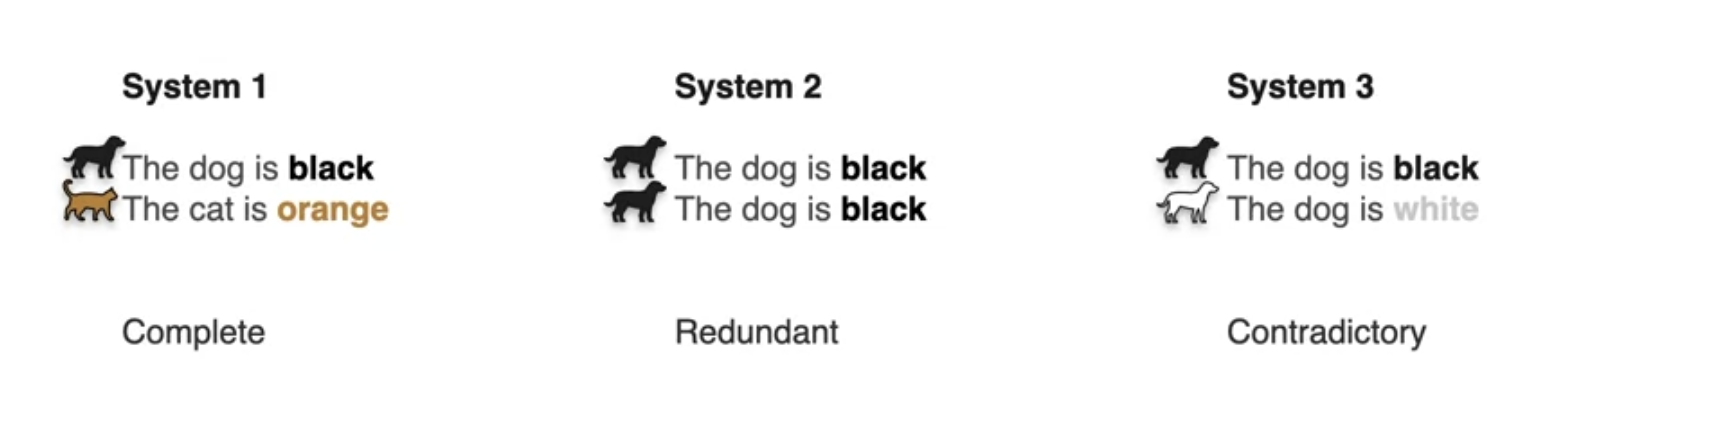 System 1
The dog is black
The cat is orange
Complete
System 2
The dog is black
The dog is black
Redundant
System 3
The dog is black
The dog is white
Contradictory